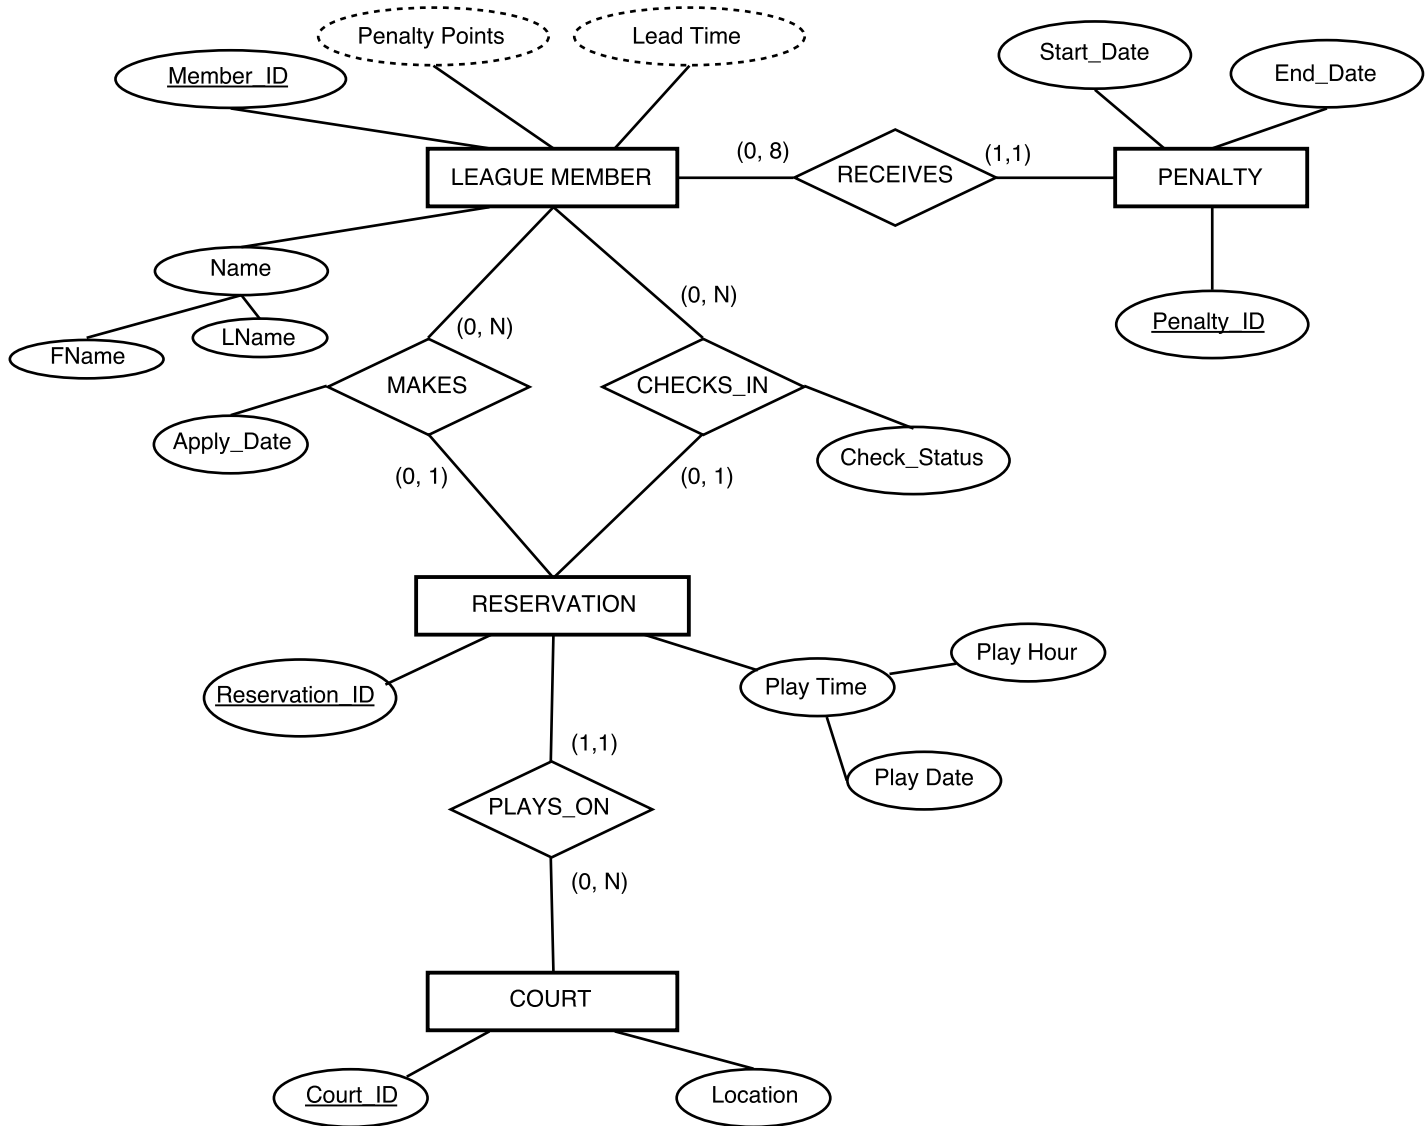 Penalty Points
Lead Time
Start_Date
End_Date
Member_ID
(0, 8)
(1,1)
LEAGUE MEMBER
RECEIVES
PENALTY
Name
(0, N)
Penalty_ID
(0, N)
LName
FName
MAKES
CHECKS_IN
Apply_Date
Check_Status
(0, 1)
(0, 1)
RESERVATION
Play Hour
Reservation_ID
Play Time
(1,1)
Play Date
PLAYS_ON
(0, N)
COURT
Court_ID
Location